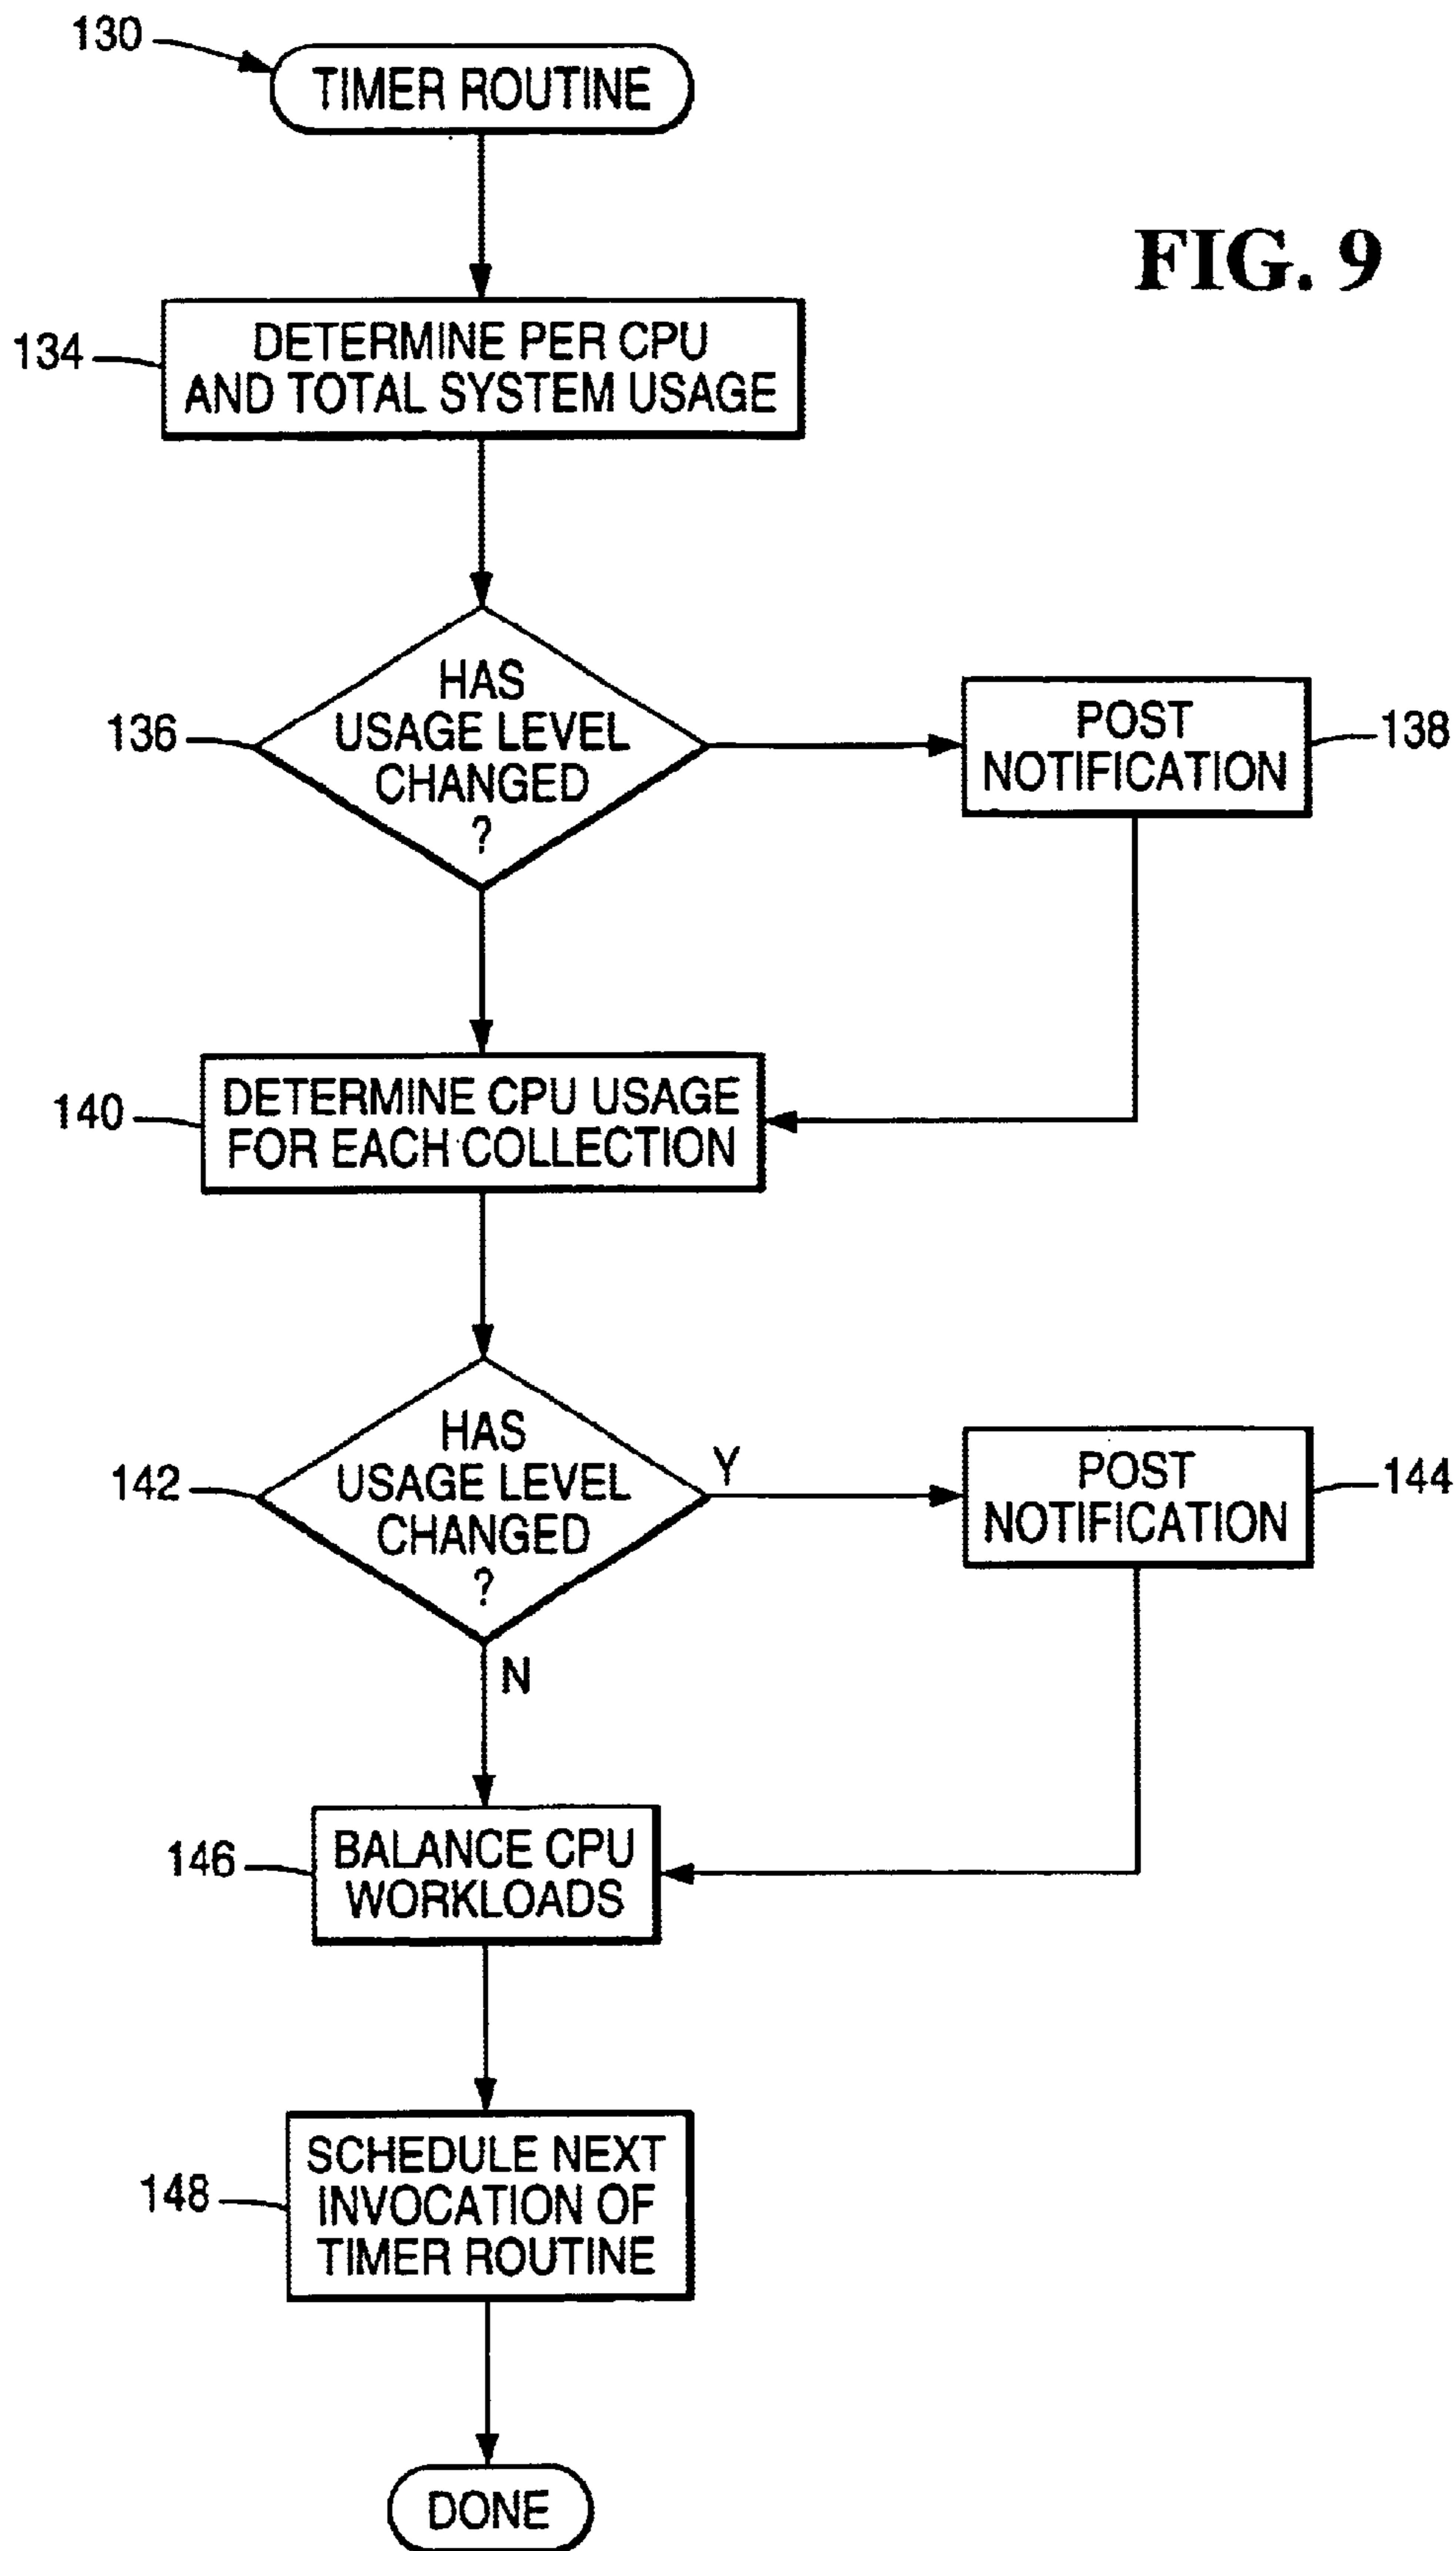 130
TIMER ROUTINE
FIG. 9
134
DETERMINE PER CPU
AND TOTAL SYSTEM USAGE
136
HAS
USAGE LEVEL
CHANGED
?
POST
NOTIFICATION
138
140
DETERMINE CPU USAGE
FOR EACH COLLECTION
142
HAS
USAGE LEVEL
CHANGED
?
Y
POST
NOTIFICATION
144
N
146
BALANCE CPU
WORKLOADS
148
SCHEDULE NEXT
INVOCATION OF
TIMER ROUTINE
DONE